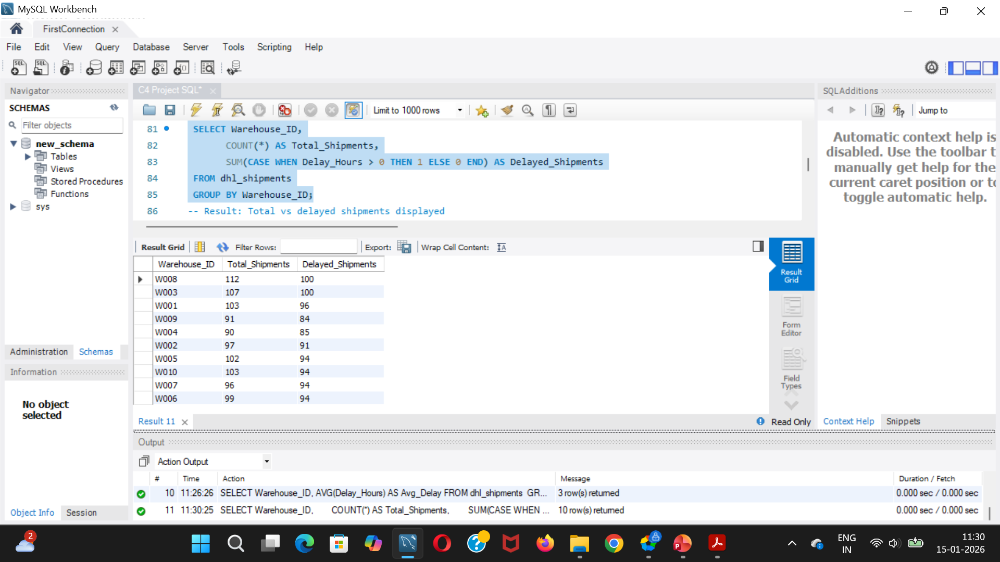 MySQL Workbench
FirstConnection
File Edit View Query Database Server Tools Scripting Help
Navigator
SCHEMAS
Filter objects
new_schema
Tables
Views
Stored Procedures
Functions
sys
Administration Schemas
Information
No object
selected
Object Info Session
C4 Project SQL*
Limit to 1000 rows
81 SELECT Warehouse_ID,
82 COUNT(*) AS Total_Shipments,
83 SUM(CASE WHEN Delay_Hours > 0 THEN 1 ELSE 0 END) AS Delayed_Shipments
84 FROM dhl_shipments
85 GROUP BY Warehouse_ID;
86 -- Result: Total vs delayed shipments displayed
Result Grid Filter Rows: Export: Wrap Cell Content:
Warehouse_ID Total_Shipments Delayed_Shipments
W008 112 100
W003 107 100
W001 103 96
W009 91 84
W004 90 85
W002 97 91
W005 102 94
W010 103 94
W007 96 94
W006 99 94
Result
Grid
Form
Editor
Field
Types
Result 11
Read Only
SQLAdditions
Jump to
Automatic context help is
disabled. Use the toolbar t
manually get help for the
current caret position or to
toggle automatic help.
Context Help Snippets
Output
Action Output
# Time Action Message Duration / Fetch
10 11:26:26 SELECT Warehouse_ID, AVG(Delay_Hours) AS Avg_Delay FROM dhl_shipments GR... 3 row(s) returned 0.000 sec / 0.000 sec
11 11:30:25 SELECT Warehouse_ID, COUNT(*) AS Total_Shipments, SUM(CASE WHEN ... 10 row(s) returned 0.000 sec / 0.000 sec
2
ENG
IN
11:30
15-01-2026